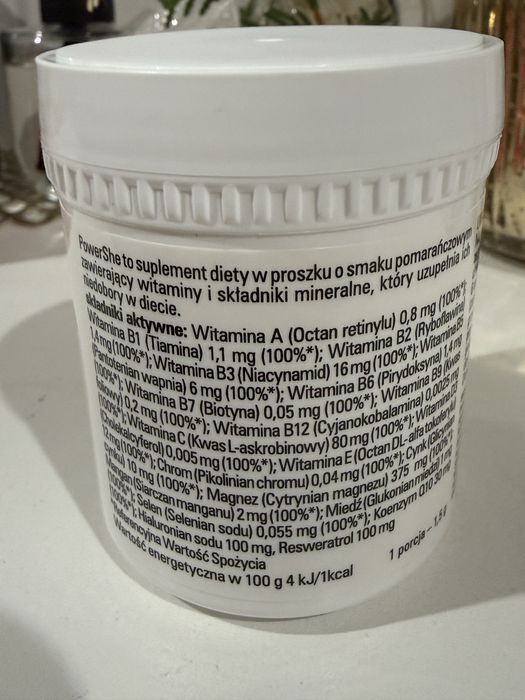 PowerShe to suplement diety w proszku o smaku pomarańczowym
zawierający witaminy i składniki mineralne, który uzupełnia ich
niedobory w diecie.
składniki aktywne: Witamina A (Octan retinylu) 0,8 mg (100%*);
Witamina B1 (Tiamina) 1,1 mg (100%*); Witamina B2 (Ryboflawina)
1,4 mg (100%*); Witamina B3 (Niacynamid) 16 mg (100%*); Witamina
(Pantotenian wapnia) 6 mg (100%*); Witamina B6 (Pirydoksyna) 1,4 mg
(100%*); Witamina B7 (Biotyna) 0,05 mg (100%*); Witamina B9 (Kwas
0,2 mg (100%*); Witamina B12 (Cyjanokobalamina) 0,0025 mg
(100%*); Witamina C (Kwas L-askrobinowy) 80 mg (100%*); Witamina
0,005 mg (100%*); Witamina E (Octan DL-alfa tokoferylu)
12 mg (100%*); Chrom (Pikolinian chromu) 0,04 mg (100%*); Cynk
10 mg (100%*); Magnez (Cytrynian magnezu) 375 mg (100%*);
Mangan (Siarczan manganu) 2 mg (100%*); Miedź (Glukonian miedzi)
(100%*); Selen (Selenian sodu) 0,055 mg (100%*); Koenzym Q10 30 mg
Hialuronian sodu 100 mg, Resweratrol 100 mg
Referencyjna Wartość Spożycia
Wartość energetyczna w 100 g 4 kJ/1kcal
1 porcja – 1,5 g